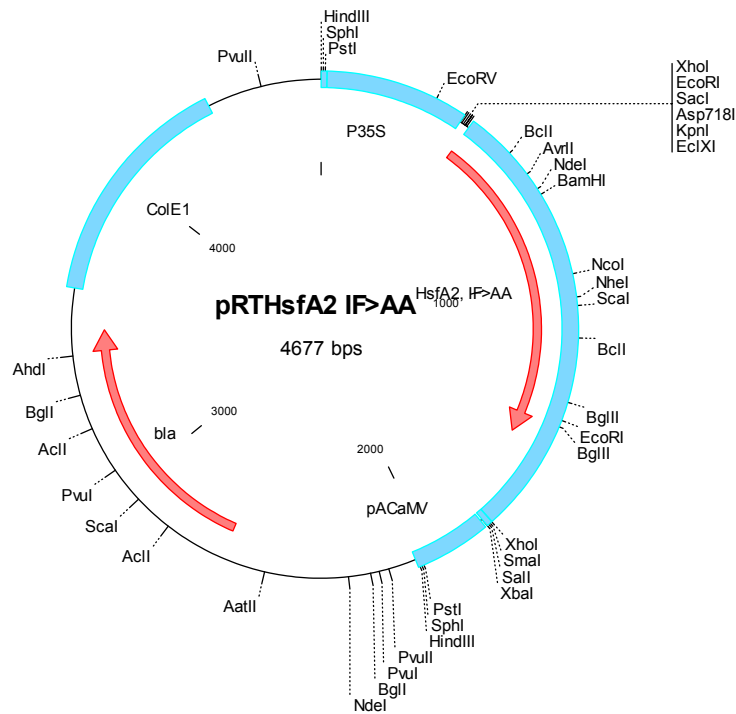 HindIII
SphI
PstI
PvuII
EcoRV
XhoI
EcoRI
SacI
Asp718I
KpnI
EclXI
P35S
BclI
AvrII
NdeI
BamHI
I
ColE1
4000
NcoI
NheI
ScaI
HsfA2, IF>AA
1000
pRTHsfA2 IF>AA
4677 bps
BclI
AhdI
BglI
AclI
PvuI
ScaI
AclI
AatII
bla
3000
2000
pACaMV
BglII
EcoRI
BglII
XhoI
SmaI
SalI
XbaI
PstI
SphI
HindIII
PvuII
PvuI
BglI
NdeI